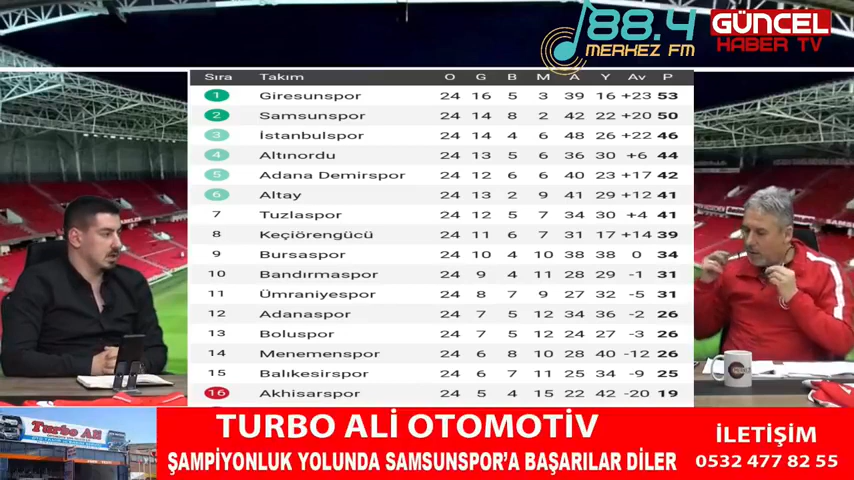 88.4
MERKEZ FM
GÜNCEL
HABER TV
Sıra Takım O G B M A Y Av P
1 Giresunspor 24 16 5 3 39 16 +23 53
2 Samsunspor 24 14 8 2 42 22 +20 50
3 İstanbulspor 24 14 4 6 48 26 +22 46
4 Altınordu 24 13 5 6 36 30 +6 44
5 Adana Demirspor 24 12 6 6 40 23 +17 42
6 Altay 24 13 2 9 41 29 +12 41
7 Tuzlaspor 24 12 5 7 34 30 +4 41
8 Keçiörengücü 24 11 6 7 31 17 +14 39
9 Bursaspor 24 10 4 10 38 38 0 34
10 Bandırmaspor 24 9 4 11 28 29 -1 31
11 Ümraniyespor 24 8 7 9 27 32 -5 31
12 Adanaspor 24 7 5 12 34 36 -2 26
13 Boluspor 24 7 5 12 24 27 -3 26
14 Menemenspor 24 6 8 10 28 40 -12 26
15 Balıkesirspor 24 6 7 11 25 34 -9 25
16 Akhisarspor 24 5 4 15 22 42 -20 19
Turbo Ali
TURBO ALİ OTOMOTİV
ŞAMPİYONLUK YOLUNDA SAMSUNSPOR'A BAŞARILAR DİLER
İLETİŞİM
0532 477 82 55